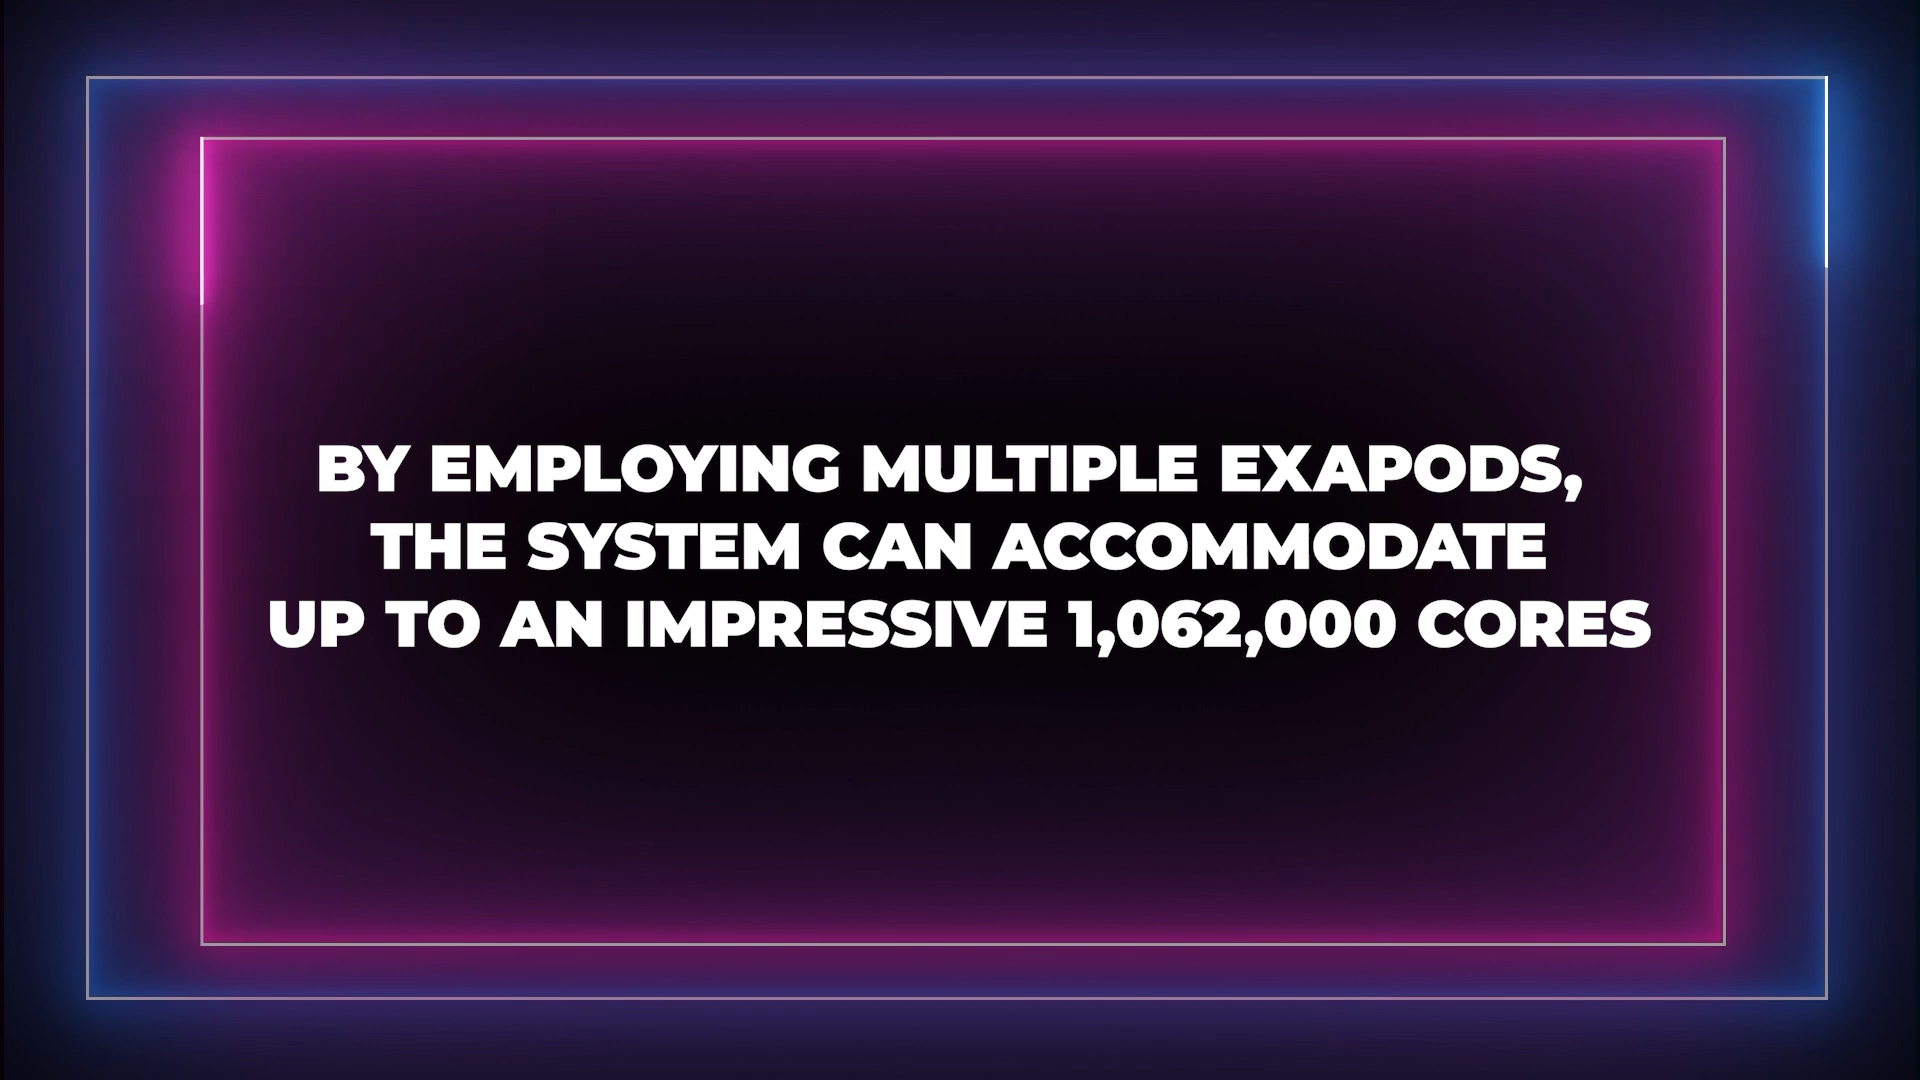 BY EMPLOYING MULTIPLE EXAPODS,
THE SYSTEM CAN ACCOMMODATE
UP TO AN IMPRESSIVE 1,062,000 CORES